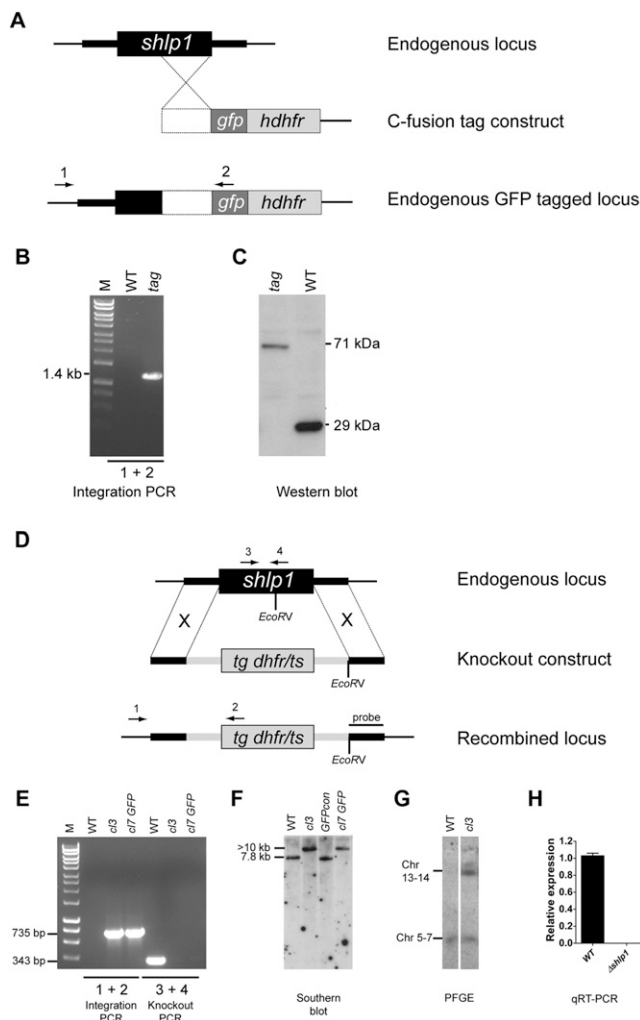 A
shlp1
Endogenous locus
gfp hdhfr
C-fusion tag construct
1 2
gfp hdhfr
Endogenous GFP tagged locus
B
M WT tag
1.4 kb
1 + 2
Integration PCR
C
tag WT
71 kDa
29 kDa
Western blot
D
3 4
shlp1
Endogenous locus
EcoRV
X X
tg dhfr/ts
Knockout construct
EcoRV
1 2
probe
tg dhfr/ts
Recombined locus
EcoRV
E
M WT cl3 cl7 GFP WT cl3 cl7 GFP
735 bp
343 bp
1 + 2 3 + 4
Integration PCR
Knockout PCR
F
WT cl3 GFPcon cl7 GFP
>10 kb
7.8 kb
Southern
blot
G
WT cl3
Chr
13-14
Chr 5-7
PFGE
H
Relative expression
1.2
1.0
0.8
0.6
0.4
0.2
0.0
WT Δshlp1
qRT-PCR